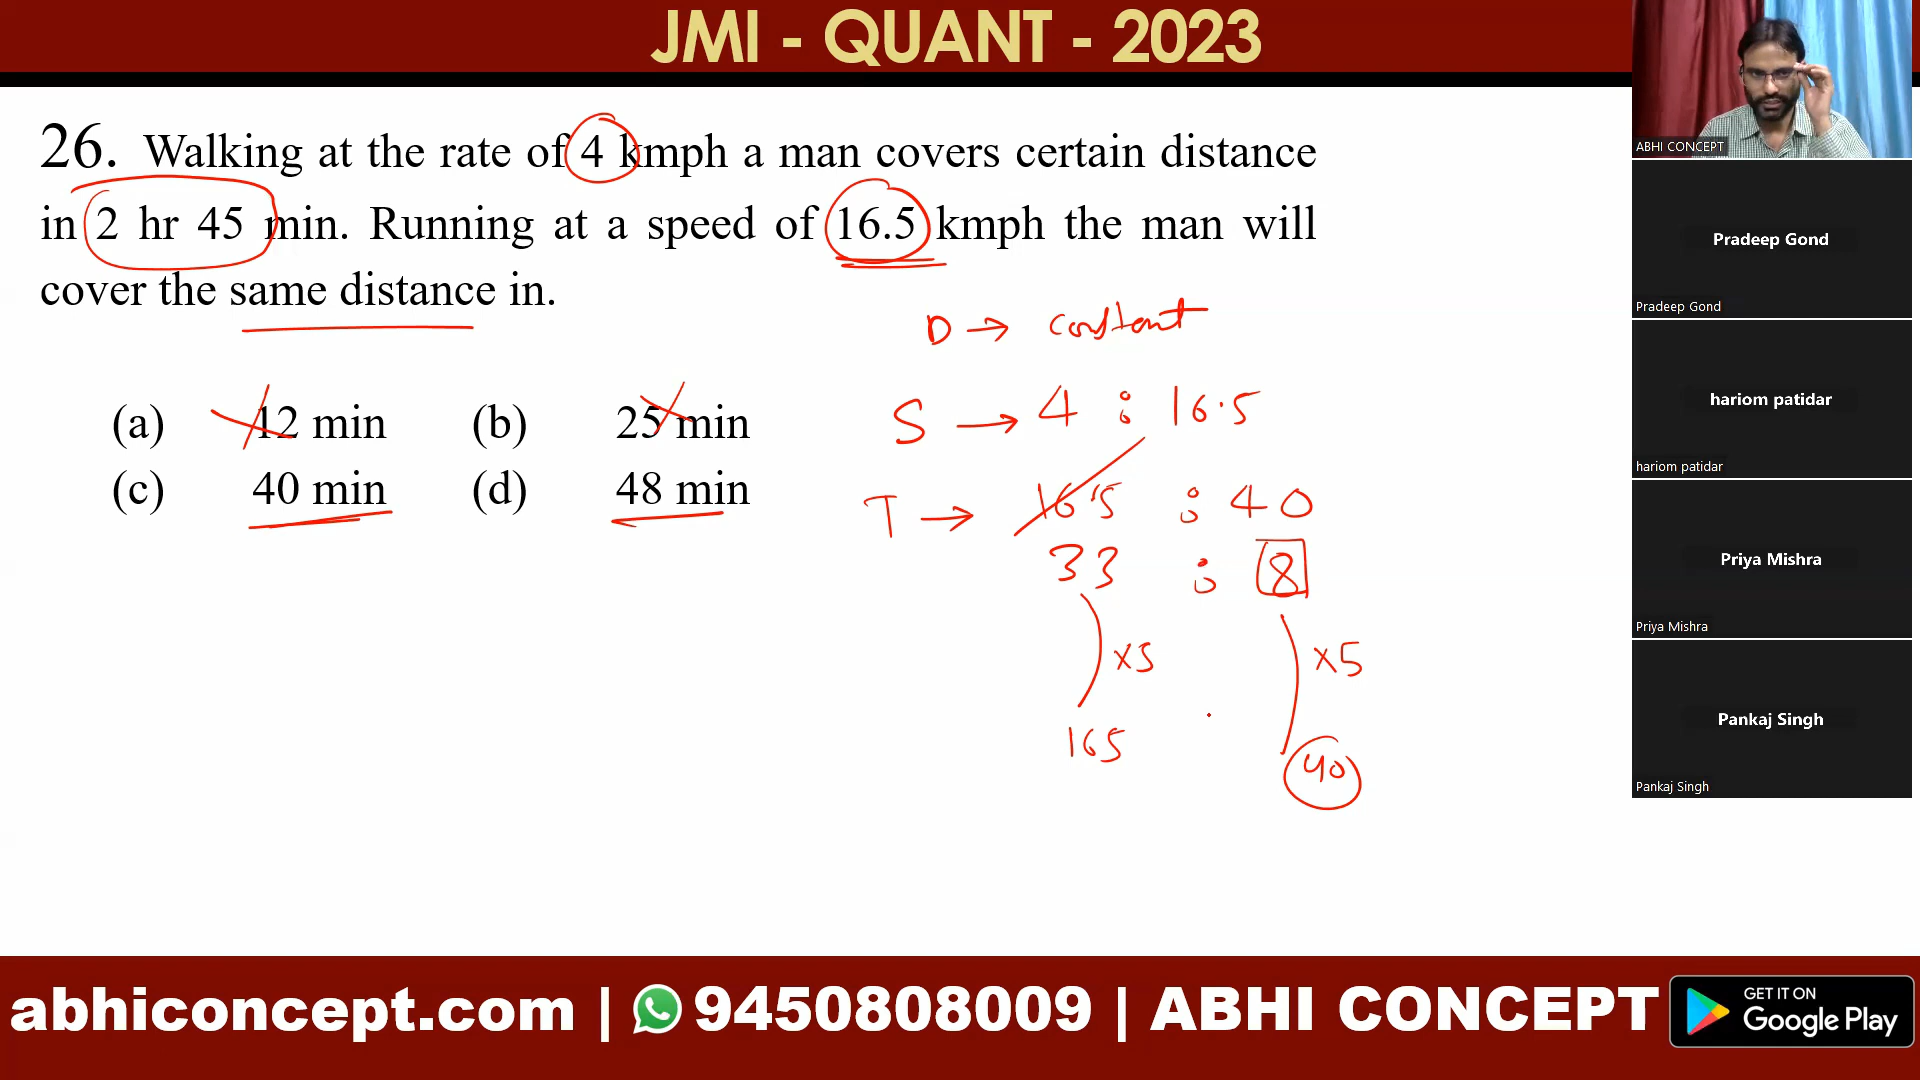 JMI - QUANT - 2023
26. Walking at the rate of 4 kmph a man covers certain distance
in 2 hr 45 min. Running at a speed of 16.5 kmph the man will
cover the same distance in.
D → constant
(a) 12 min (b) 25 min
S → 4 : 16.5
(c) 40 min (d) 48 min
T → 165 : 40
33 : 8
x5 x5
165 40
ABHI CONCEPT
Pradeep Gond
Pradeep Gond
hariom patidar
hariom patidar
Priya Mishra
Priya Mishra
Pankaj Singh
Pankaj Singh
abhiconcept.com | 9450808009 | ABHI CONCEPT
GET IT ON
Google Play